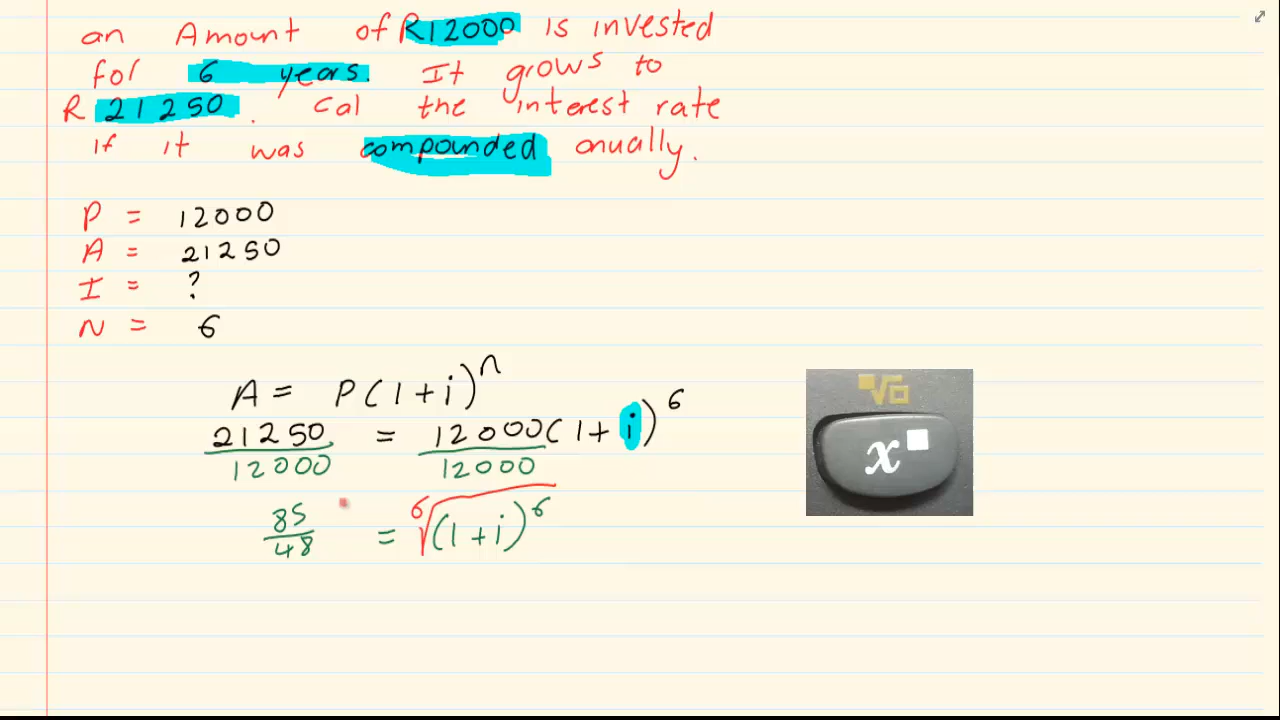 an Amount of R12000 is invested
for 6 years. It grows to
R 21250. Cal the interest rate
if it was compounded anually.
P = 12000
A = 21250
I = ?
N = 6
A = P(1+i)^n
21250/12000 = 12000(1+i)^6/12000
85/48 = ⁶√(1+i)^6
■√□
x■